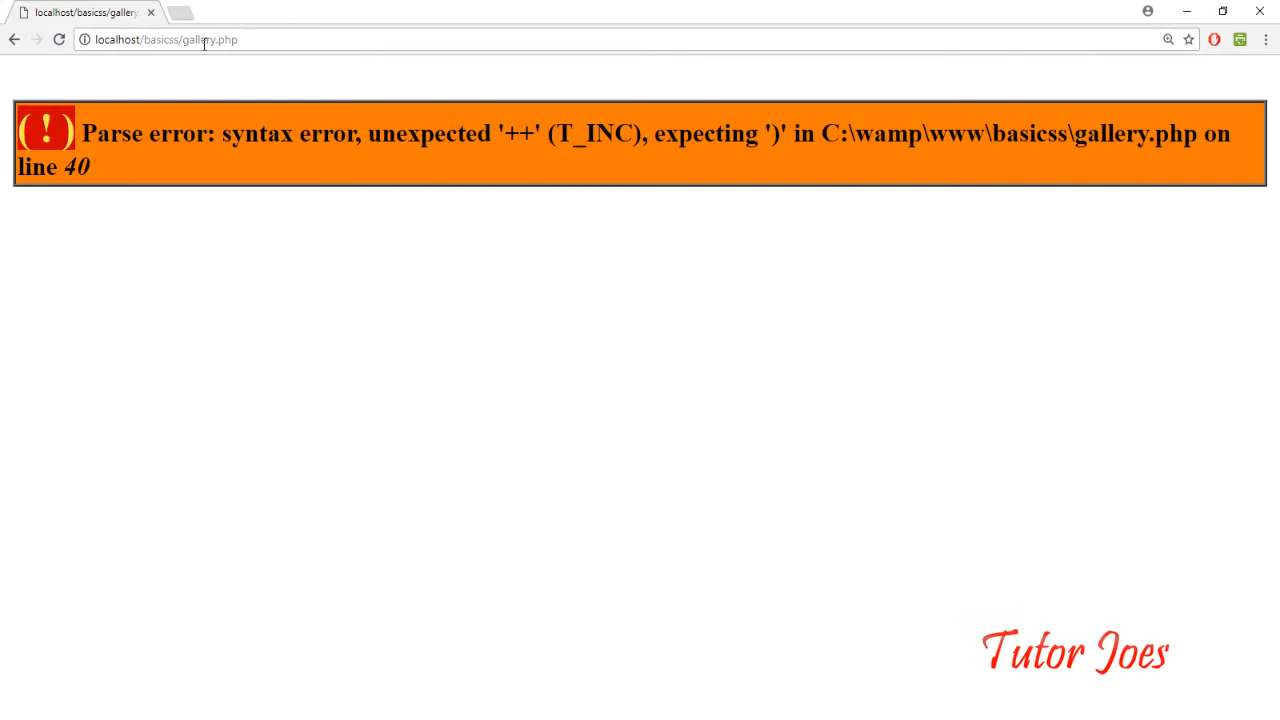 localhost/basicss/gallery
localhost/basicss/gallery.php
( ! ) Parse error: syntax error, unexpected '++' (T_INC), expecting ')' in C:\wamp\www\basicss\gallery.php on
line 40
Tutor Joes